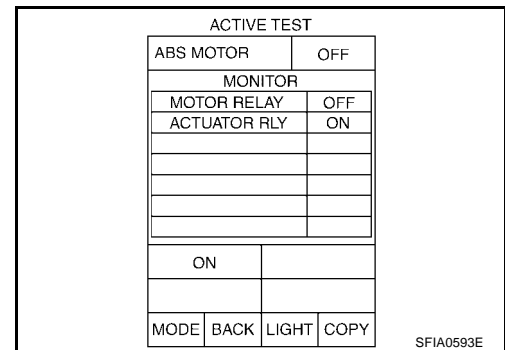 ACTIVE TEST
ABS MOTOR OFF
MONITOR
MOTOR RELAY OFF
ACTUATOR RLY ON
ON
MODE BACK LIGHT COPY
SFIA0593E